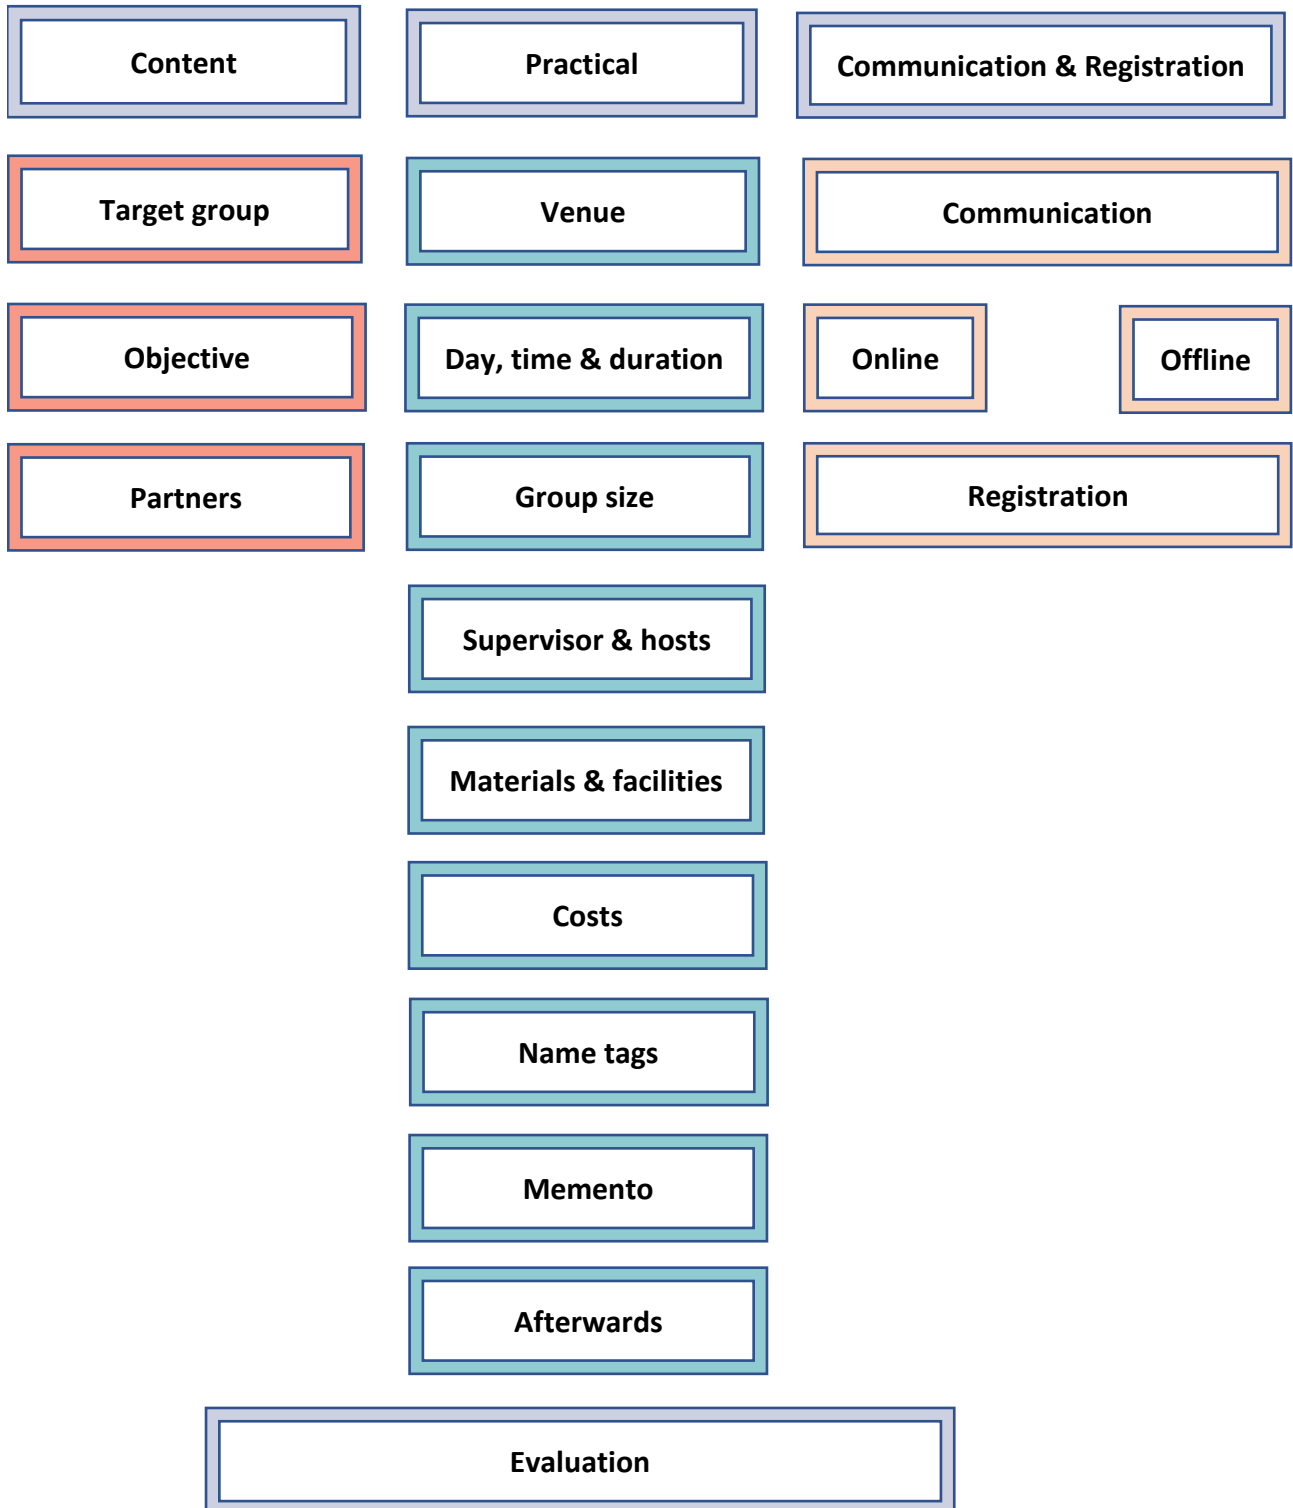 Content
Practical
Communication & Registration
Target group
Venue
Communication
Objective
Day, time & duration
Online
Offline
Partners
Group size
Registration
Supervisor & hosts
Materials & facilities
Costs
Name tags
Memento
Afterwards
Evaluation